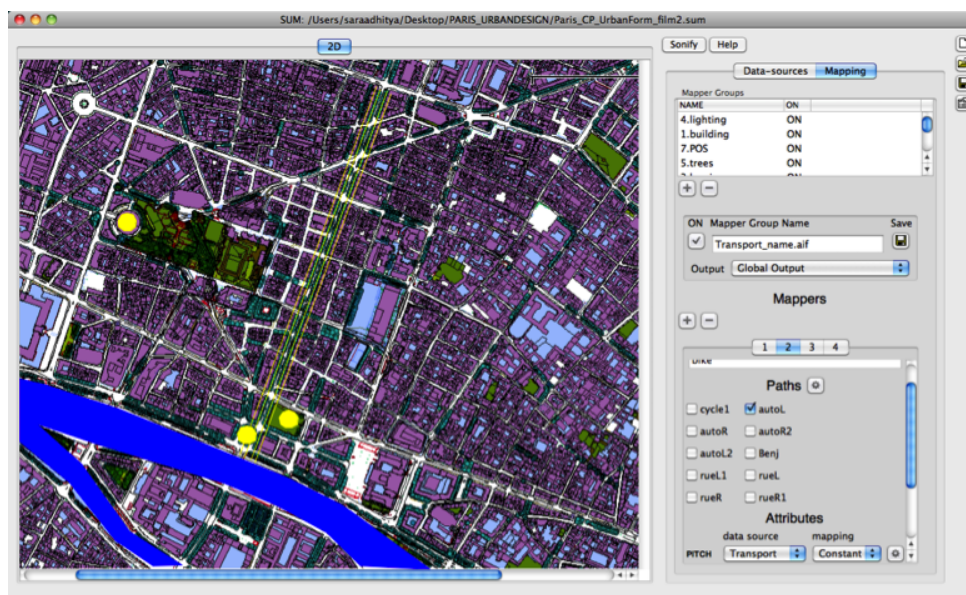 SUM: /Users/saraadhitya/Desktop/PARIS_URBANDESIGN/Paris_CP_UrbanForm_film2.sum
2D
Sonify Help
Data-sources Mapping
Mapper Groups
NAME ON
4.lighting ON
1.building ON
7.POS ON
5.trees ON
ON Mapper Group Name Save
Transport_name.aif
Output Global Output
Mappers
1 2 3 4
Paths
cycle1 autoL
autoR autoR2
autoL2 Benj
rueL1 rueL
rueR rueR1
Attributes
data source mapping
PITCH Transport Constant